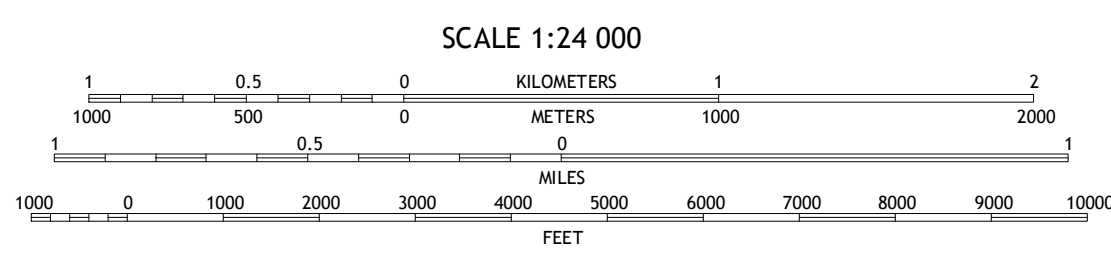 SCALE 1:24 000
1 0.5 0 KILOMETERS 1 2
1000 500 0 METERS 1000 2000
1 0.5 0 1
MILES
1000 0 1000 2000 3000 4000 5000 6000 7000 8000 9000 10000
FEET